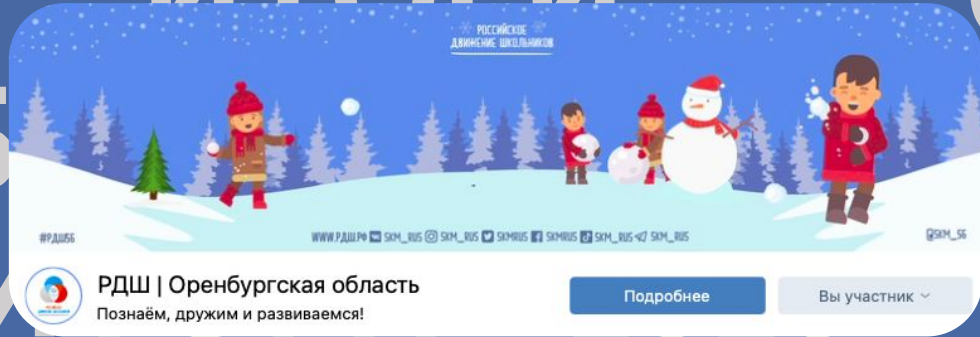 РОССИЙСКОЕ
ДВИЖЕНИЕ ШКОЛЬНИКОВ
#РДШ56
WWW.РДШ.РФ SKM_RUS SKM_RUS SKMRUS SKMRUS SKM_RUS SKM_RUS
@SKM_56
РДШ | Оренбургская область
Познаём, дружим и развиваемся!
Подробнее
Вы участник